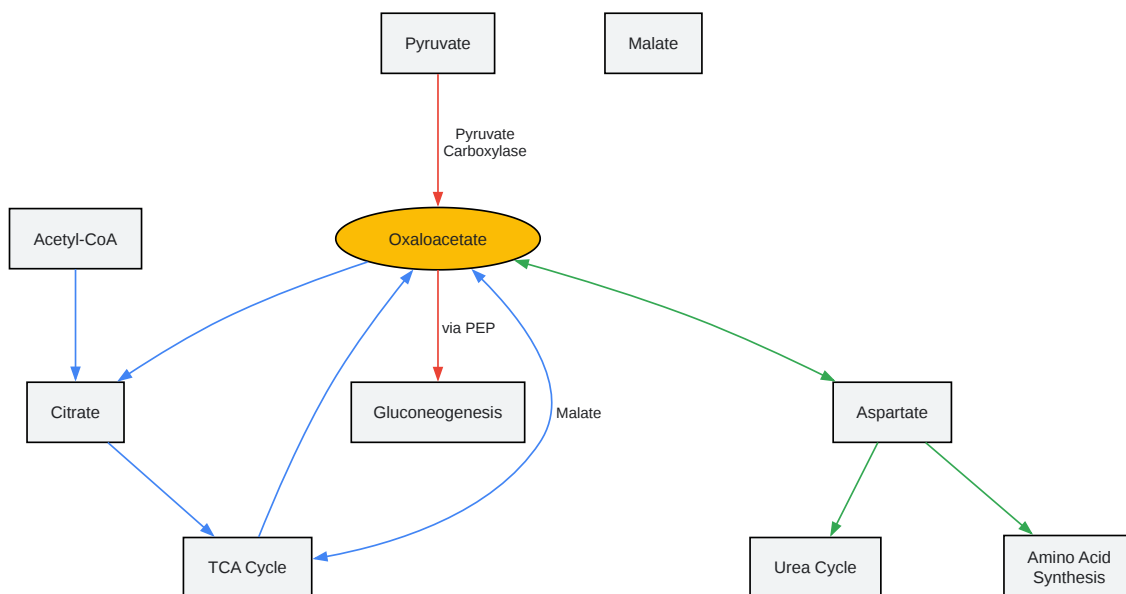 Pyruvate
Malate
Pyruvate
Carboxylase
Acetyl-CoA
Oxaloacetate
via PEP
Citrate
Gluconeogenesis
Malate
Aspartate
TCA Cycle
Urea Cycle
Amino Acid
Synthesis